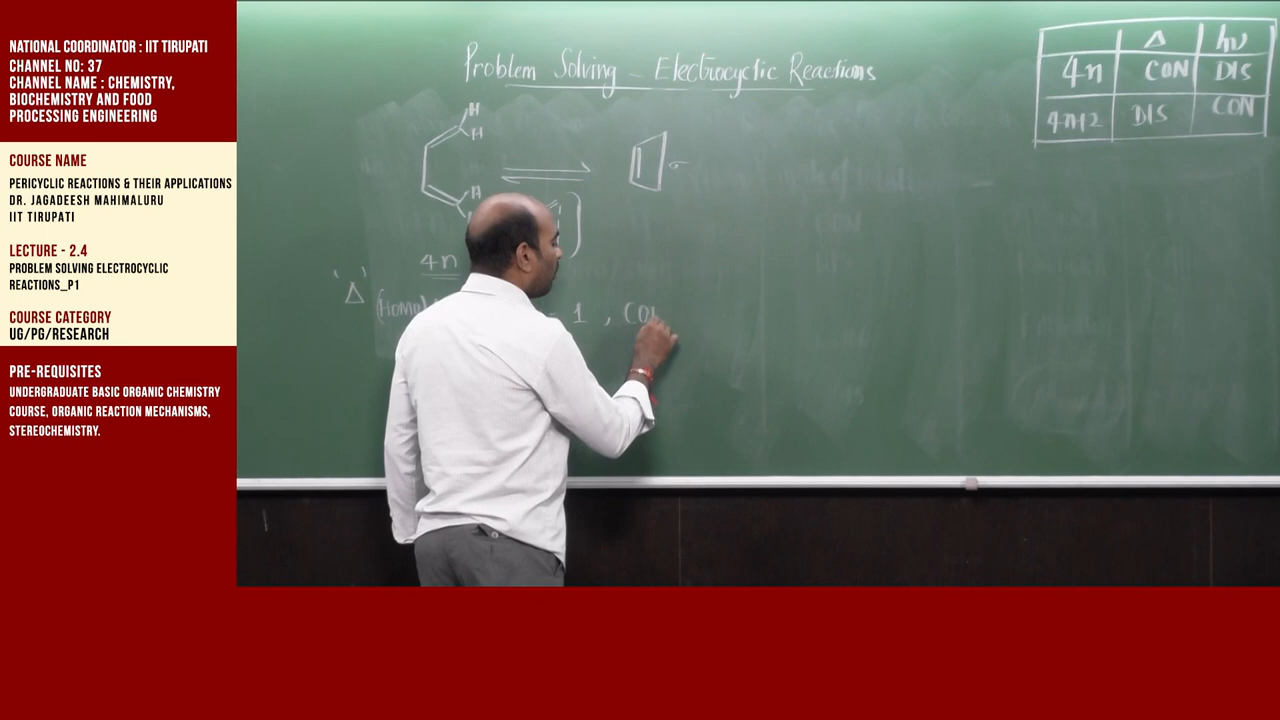 NATIONAL COORDINATOR : IIT TIRUPATI
CHANNEL NO: 37
CHANNEL NAME : CHEMISTRY,
BIOCHEMISTRY AND FOOD
PROCESSING ENGINEERING
COURSE NAME
PERICYCLIC REACTIONS & THEIR APPLICATIONS
DR. JAGADEESH MAHIMALURU
IIT TIRUPATI
LECTURE - 2.4
PROBLEM SOLVING ELECTROCYCLIC
REACTIONS_P1
COURSE CATEGORY
UG/PG/RESEARCH
PRE-REQUISITES
UNDERGRADUATE BASIC ORGANIC CHEMISTRY
COURSE, ORGANIC REACTION MECHANISMS,
STEREOCHEMISTRY.
Problem Solving - Electrocyclic Reactions
H
H
H
σ
4n
'Δ'
1 , CO
Δ hν
4n CON DIS
4n+2 DIS CON